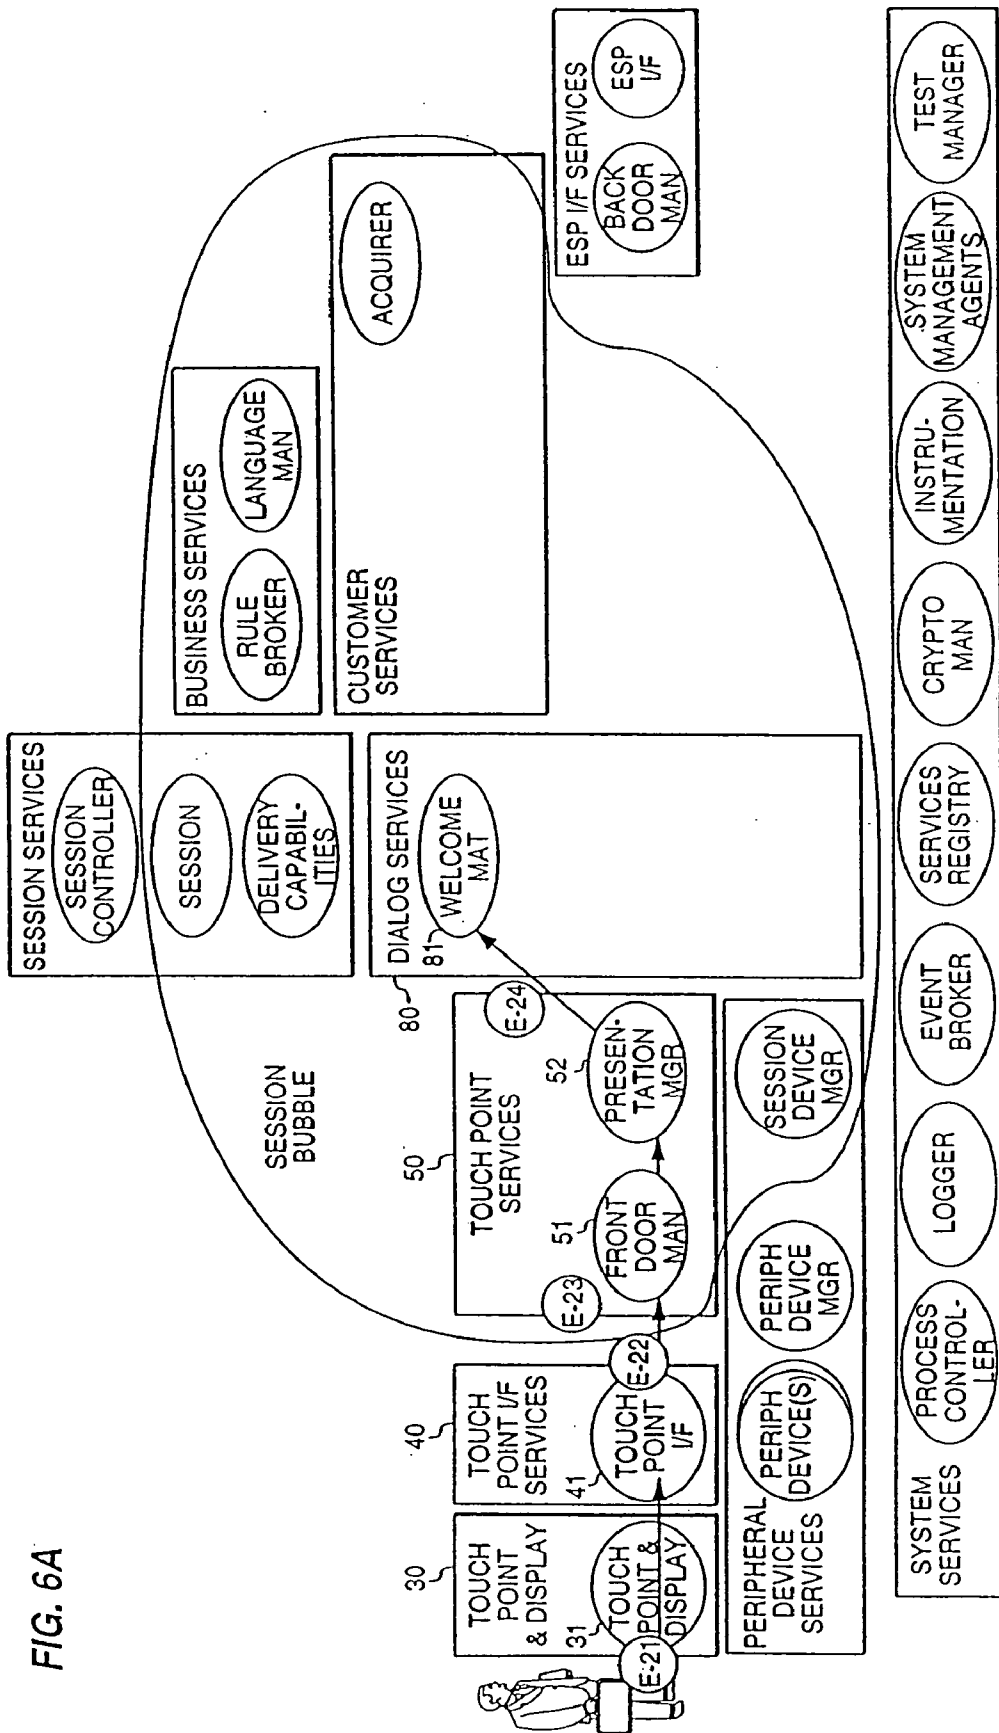 FIG. 6A
SESSION SERVICES
SESSION
CONTROLLER
SESSION
DELIVERY
CAPABIL-
ITIES
BUSINESS SERVICES
RULE
BROKER
LANGUAGE
MAN
CUSTOMER
SERVICES
ACQUIRER
ESP I/F SERVICES
BACK
DOOR
MAN
ESP
I/F
SESSION
BUBBLE
30
TOUCH
POINT
& DISPLAY
31
TOUCH
POINT &
DISPLAY
E-21
40
TOUCH
POINT I/F
SERVICES
41
TOUCH
POINT
I/F
E-22
50
TOUCH POINT
SERVICES
E-23
51
FRONT
DOOR
MAN
52
PRESEN-
TATION
MGR
E-24
80
DIALOG SERVICES
81
WELCOME
MAT
PERIPHERAL
DEVICE
SERVICES
PERIPH
DEVICE(S)
PERIPH
DEVICE
MGR
SESSION
DEVICE
MGR
SYSTEM
SERVICES
PROCESS
CONTROL-
LER
LOGGER
EVENT
BROKER
SERVICES
REGISTRY
CRYPTO
MAN
INSTRU-
MENTATION
SYSTEM
MANAGEMENT
AGENTS
TEST
MANAGER